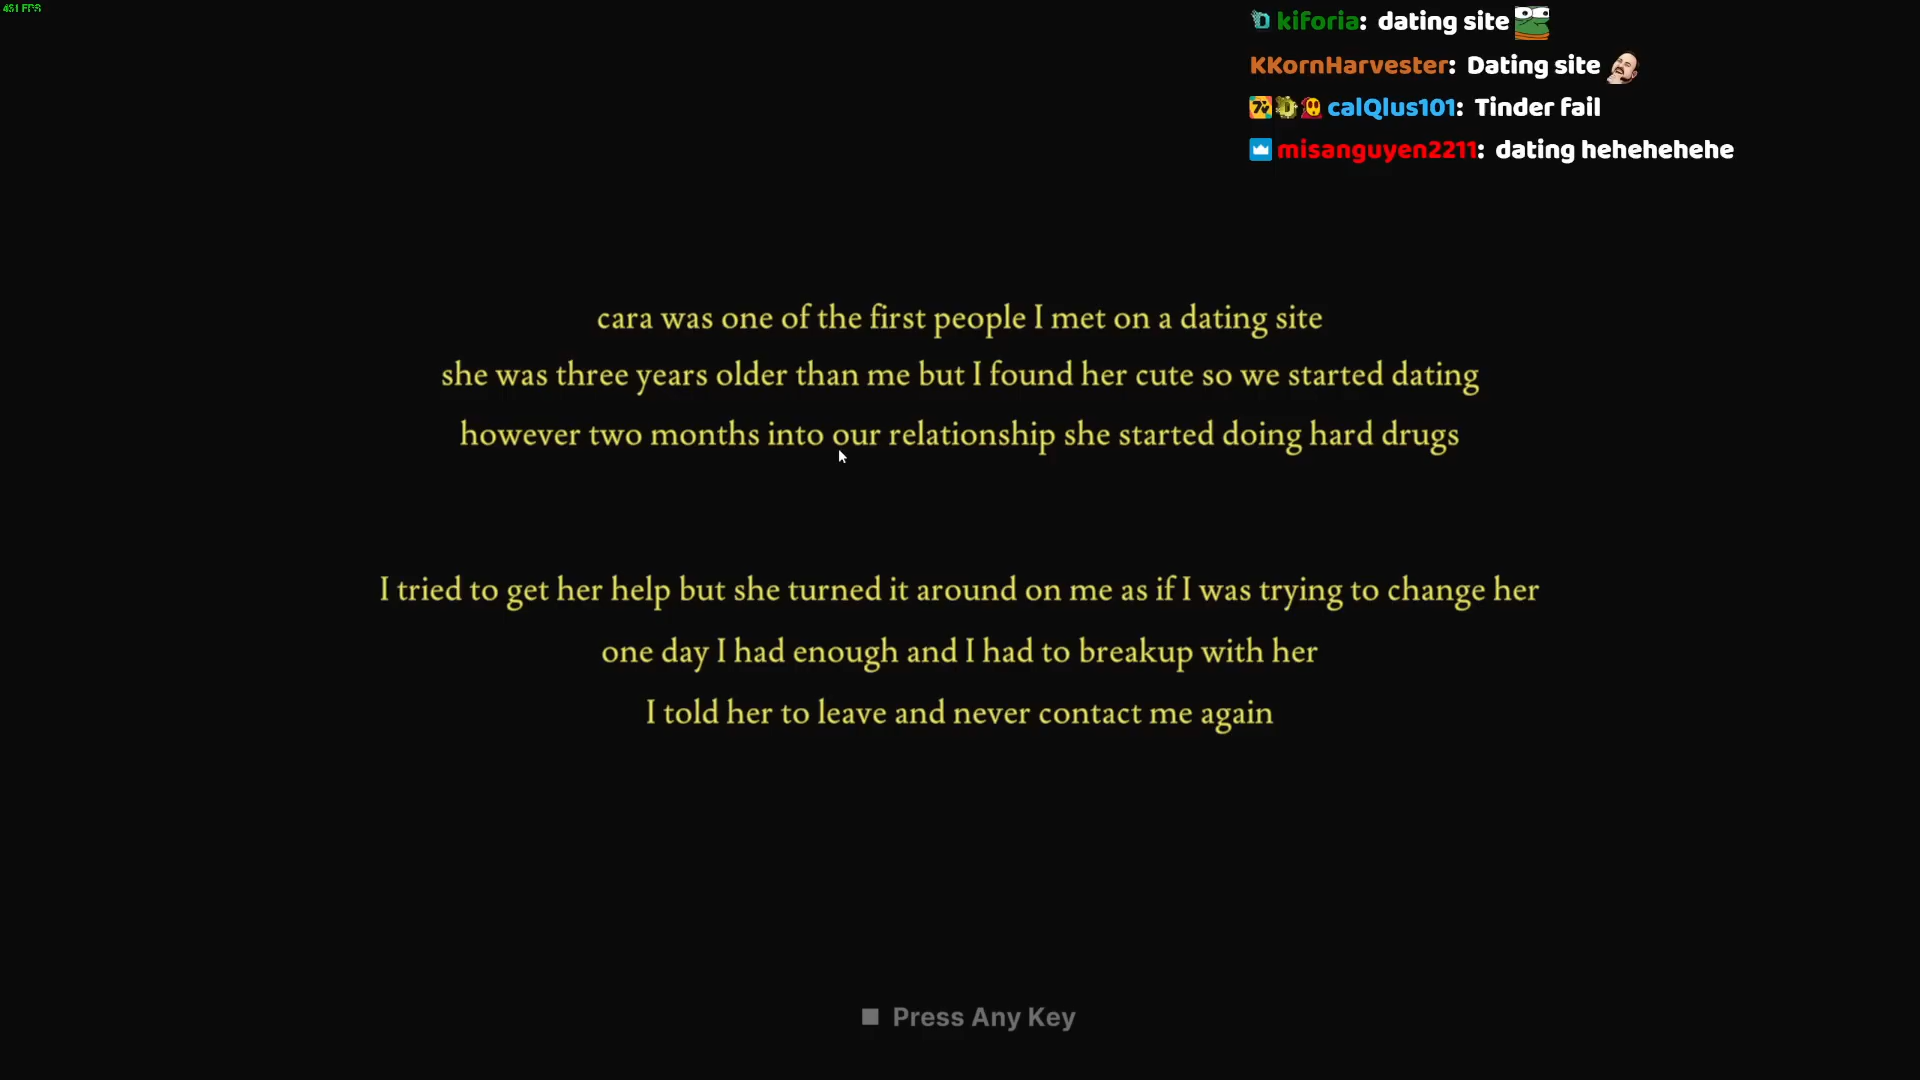 481 FPS
kiforia: dating site
KKornHarvester: Dating site
calQlus101: Tinder fail
misanguyen2211: dating hehehehehe
cara was one of the first people I met on a dating site
she was three years older than me but I found her cute so we started dating
however two months into our relationship she started doing hard drugs
I tried to get her help but she turned it around on me as if I was trying to change her
one day I had enough and I had to breakup with her
I told her to leave and never contact me again
Press Any Key